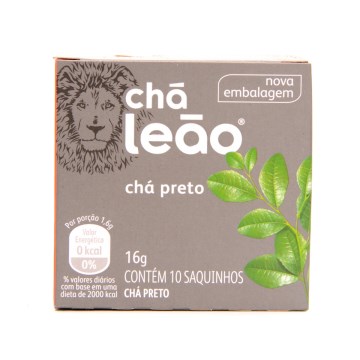 nova
embalagem
chá
leão®
chá preto
Por porção 1,6g
Valor
Energético
0 kcal
0%
% valores diários
com base em uma
dieta de 2000 kcal
16g
CONTÉM 10 SAQUINHOS
CHÁ PRETO